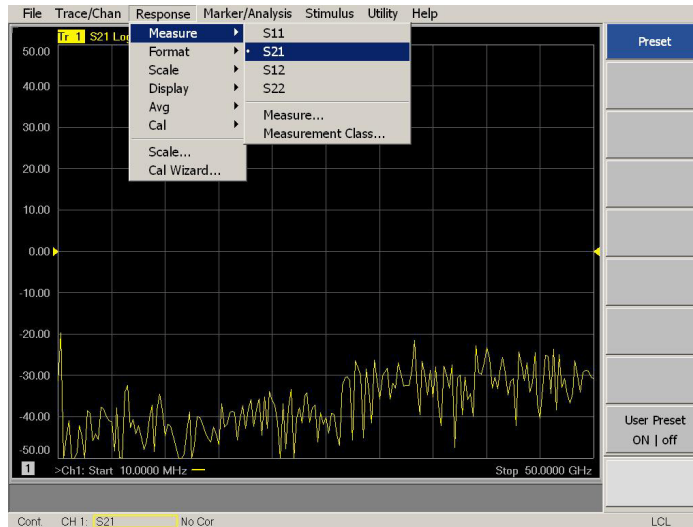 File Trace/Chan Response Marker/Analysis Stimulus Utility Help
Tr 1 S21 Log
Measure
Format
Scale
Display
Avg
Cal
Scale...
Cal Wizard...
S11
S21
S12
S22
Measure...
Measurement Class...
50.00
40.00
30.00
20.00
10.00
0.00
-10.00
-20.00
-30.00
-40.00
-50.00
1 >Ch1: Start 10.0000 MHz Stop 50.0000 GHz
Preset
User Preset
ON | off
Cont. CH 1: S21 No Cor LCL